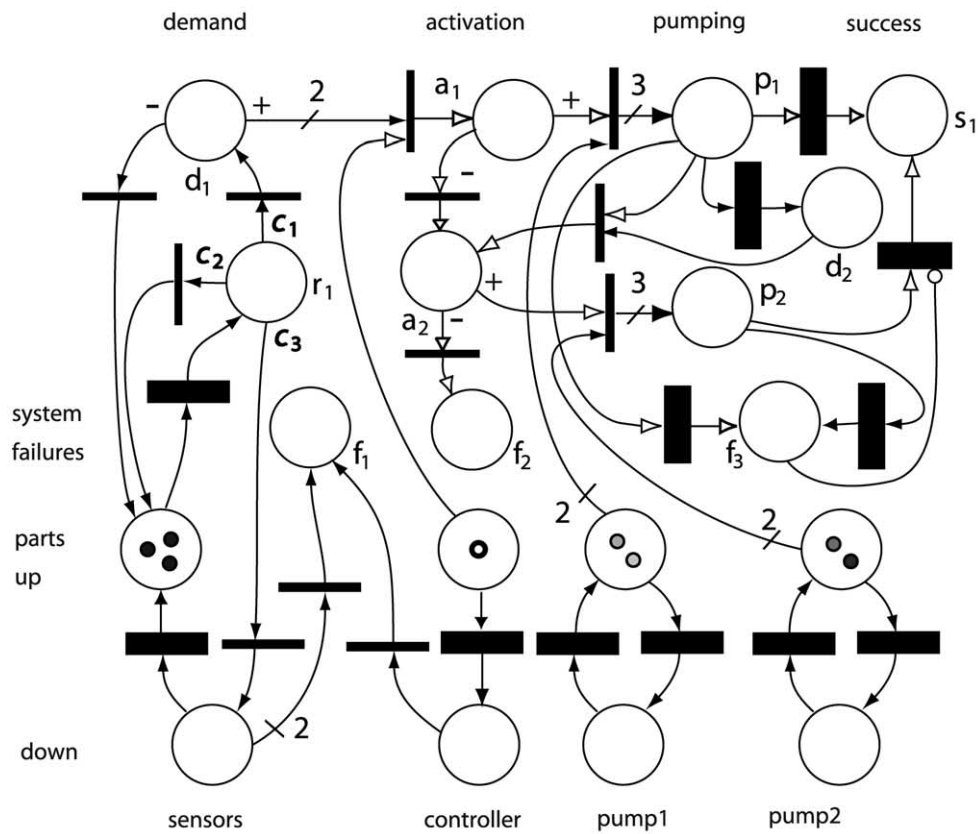 demand activation pumping success
- + 2 a1 + 3 p1 s1
d1 -
c1
c2 r1 + 3 p2 d2
c3 a2 -
system
failures f1 f2 f3
2 2
parts
up
2
down
sensors controller pump1 pump2